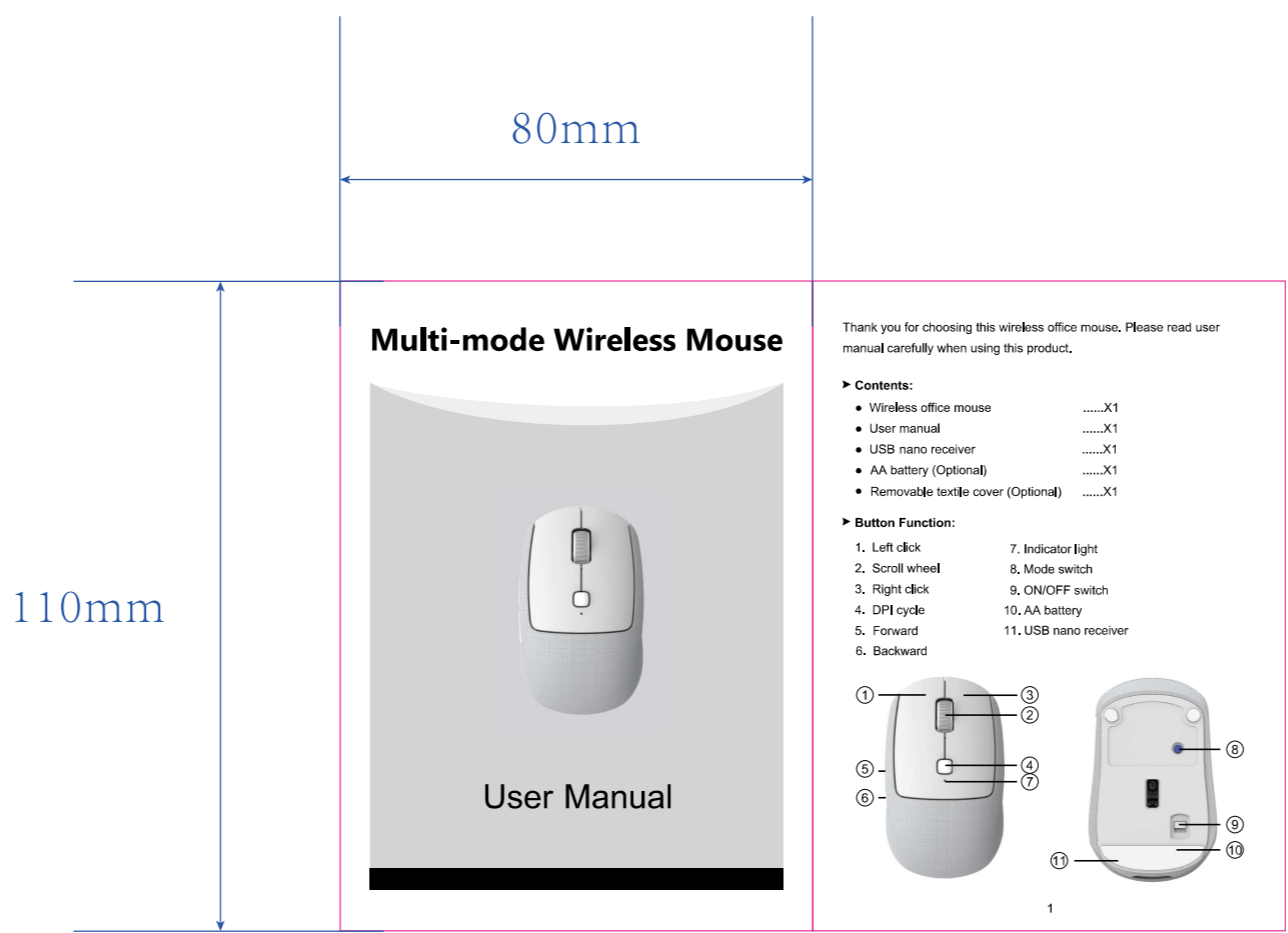 80mm
110mm
Multi-mode Wireless Mouse
User Manual
Thank you for choosing this wireless office mouse. Please read user
manual carefully when using this product.
➤ Contents:
● Wireless office mouse ......X1
● User manual ......X1
● USB nano receiver ......X1
● AA battery (Optional) ......X1
● Removable textile cover (Optional) ......X1
➤ Button Function:
1. Left click
2. Scroll wheel
3. Right click
4. DPI cycle
5. Forward
6. Backward
7. Indicator light
8. Mode switch
9. ON/OFF switch
10. AA battery
11. USB nano receiver
① ③
②
⑤ ④
⑦
⑥
⑧
⑨
⑩
⑪
1